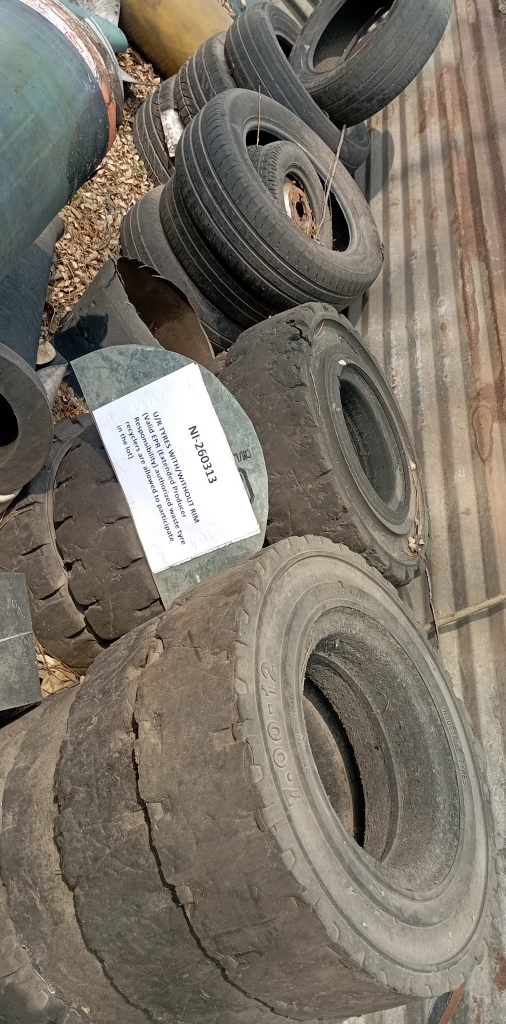 NI-260313
U/R TYRES WITH/WITHOUT RIM
(Valid EPR (Extended Producer
Responsibility) authorized waste tyre
recyclers are allowed to participate
in the lot)
7.00-12